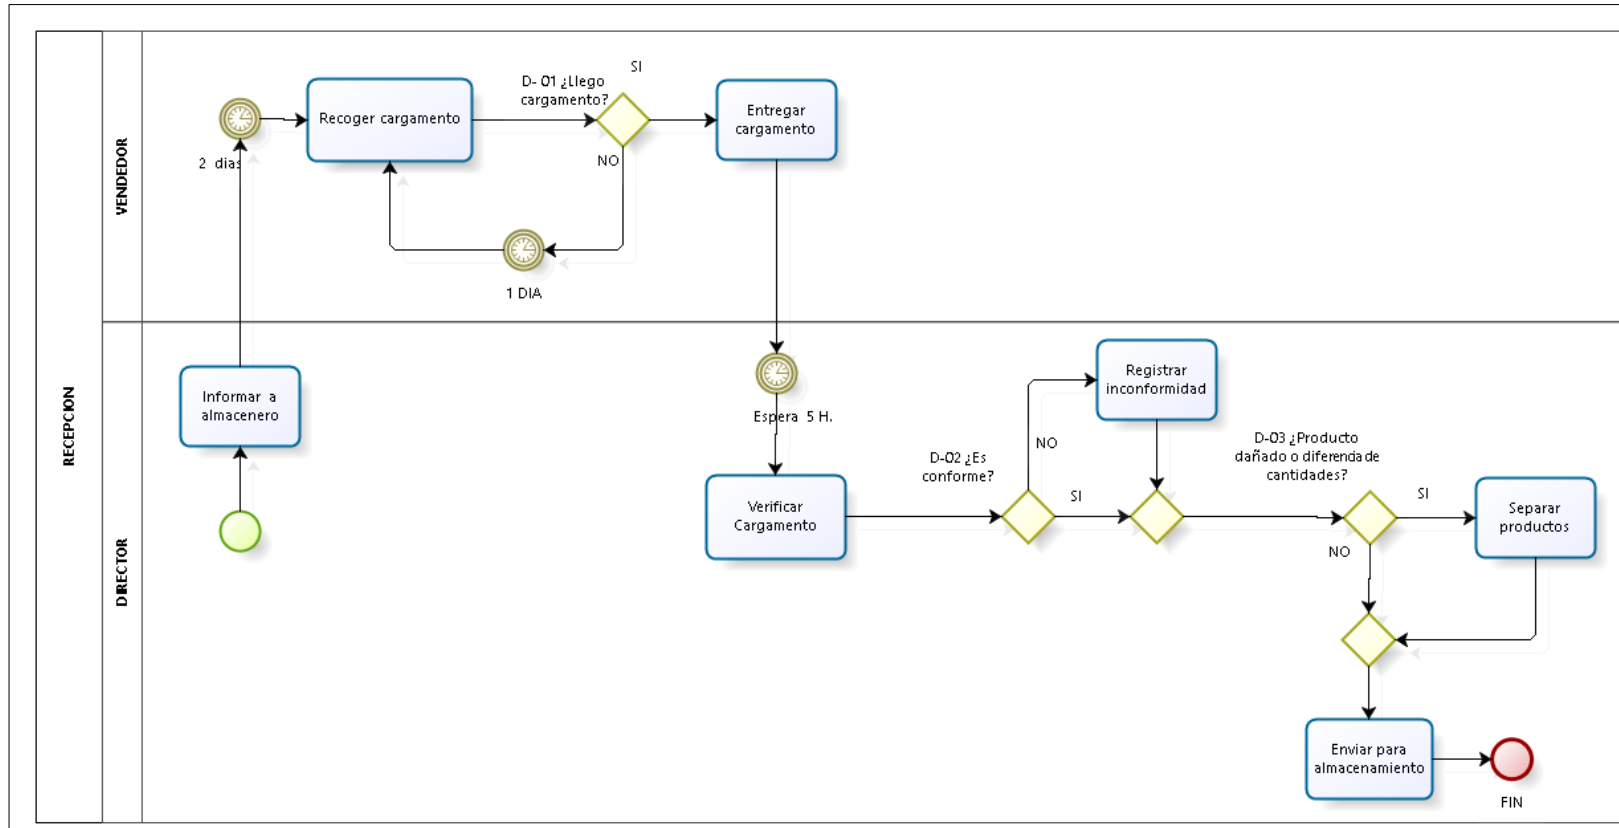 RECEPCION
VENDEDOR
2 dias
Recoger cargamento
D- 01 ¿Llego
cargamento?
SI
NO
1 DIA
Entregar
cargamento
DIRECTOR
Informar a
almacenero
Espera 5 H.
Verificar
Cargamento
D-02 ¿Es
conforme?
NO
SI
Registrar
inconformidad
D-03 ¿Producto
dañado o diferencia de
cantidades?
SI
NO
Separar
productos
Enviar para
almacenamiento
FIN